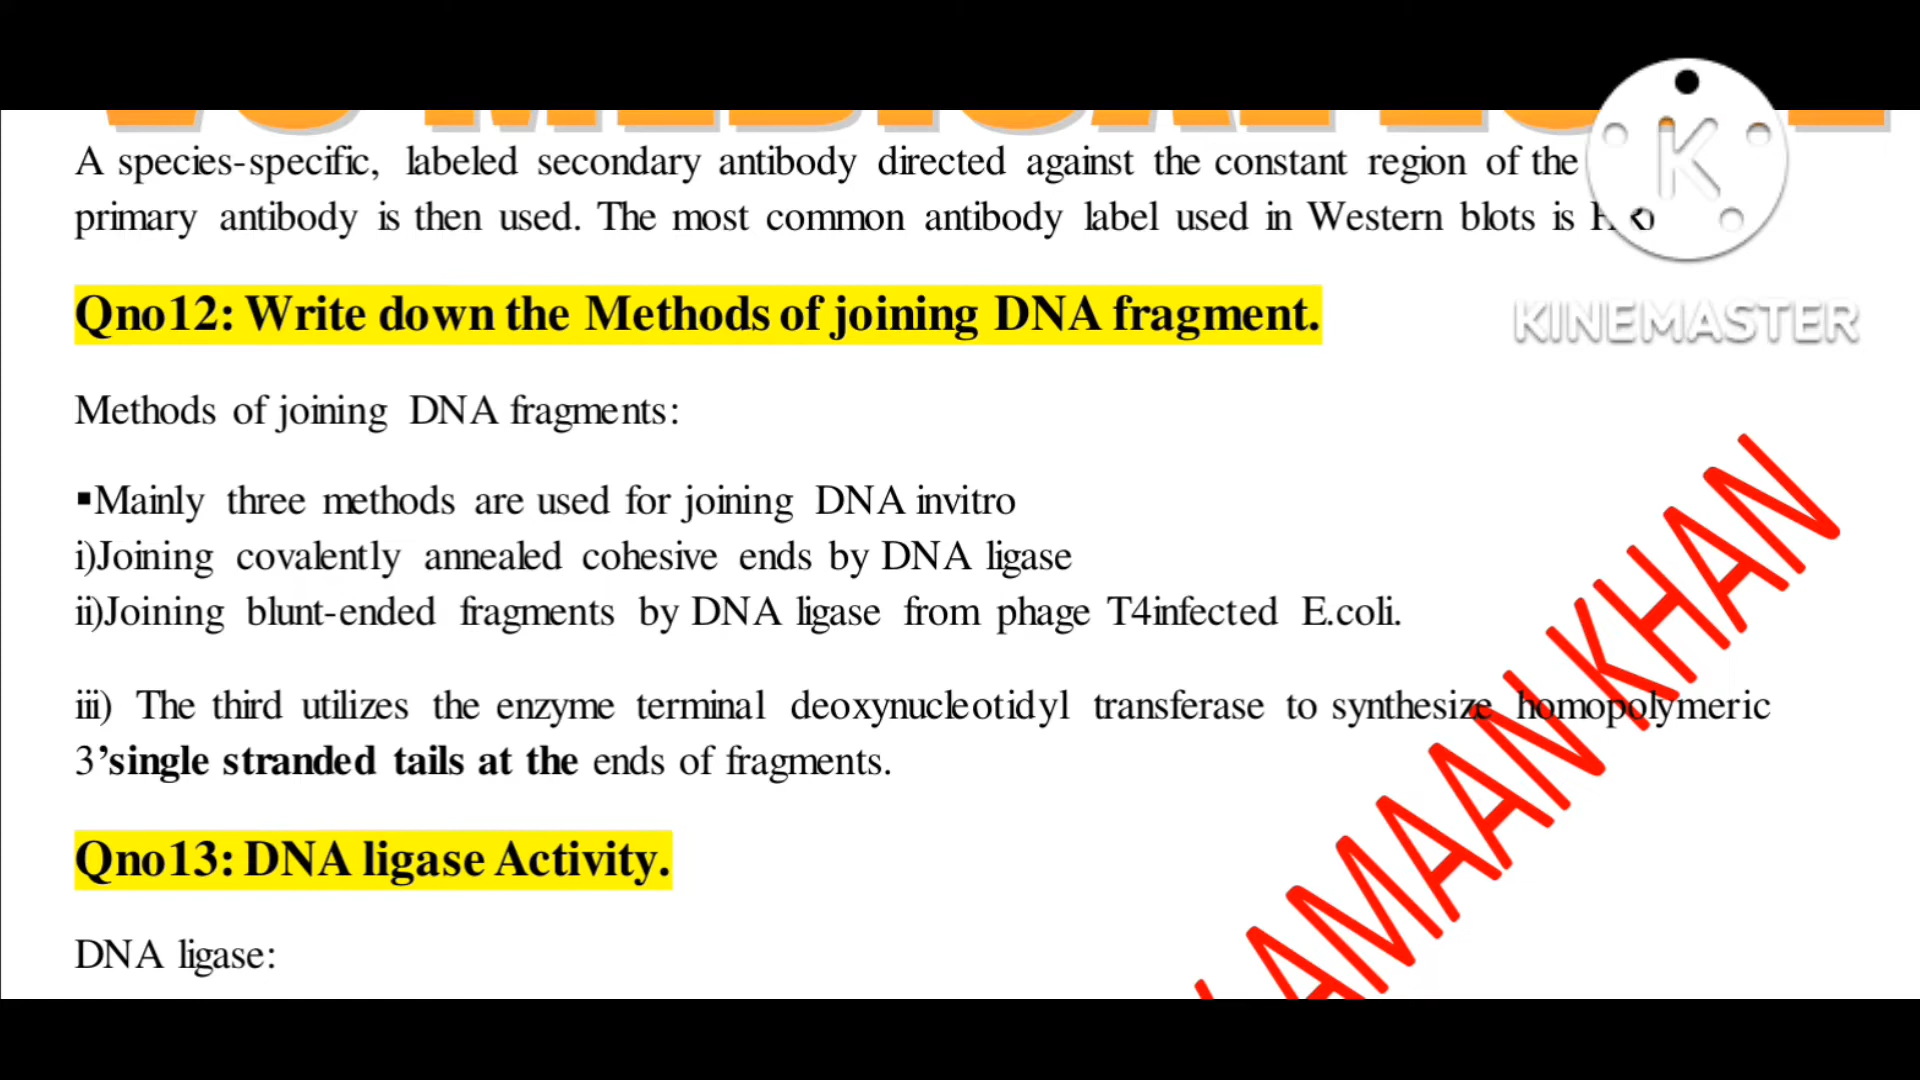 A species-specific, labeled secondary antibody directed against the constant region of the
primary antibody is then used. The most common antibody label used in Western blots is
KINEMASTER
Qno12: Write down the Methods of joining DNA fragment.
Methods of joining DNA fragments:
▪Mainly three methods are used for joining DNA invitro
i)Joining covalently annealed cohesive ends by DNA ligase
ii)Joining blunt-ended fragments by DNA ligase from phage T4infected E.coli.
iii) The third utilizes the enzyme terminal deoxynucleotidyl transferase to synthesize homopolymeric
3’single stranded tails at the ends of fragments.
Qno13: DNA ligase Activity.
DNA ligase:
AMAAN KHAN